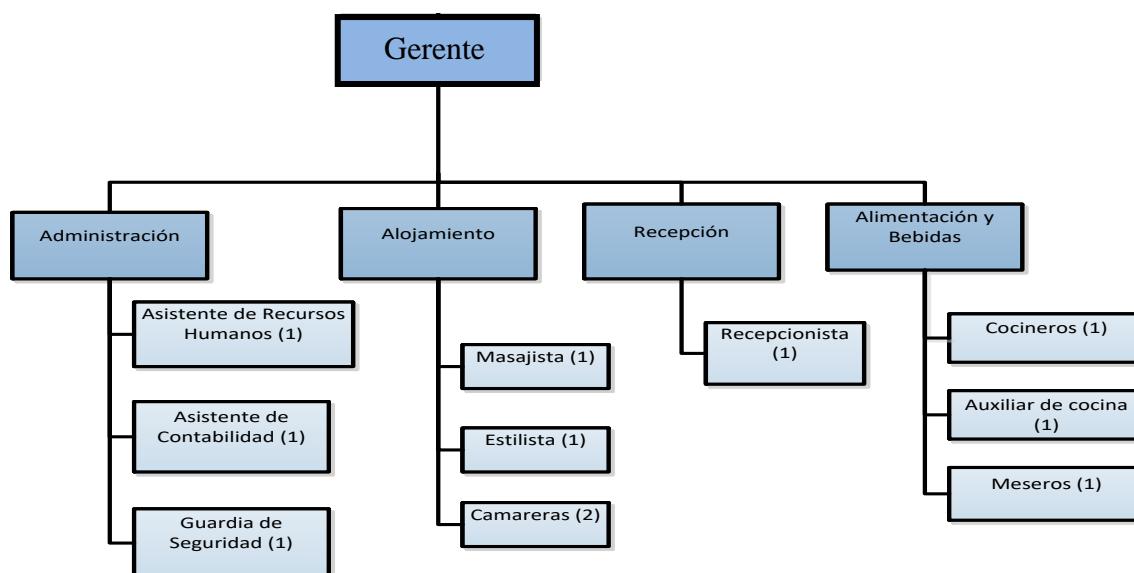 Gerente
Administración
Alojamiento
Recepción
Alimentación y
Bebidas
Asistente de Recursos
Humanos (1)
Asistente de
Contabilidad (1)
Guardia de
Seguridad (1)
Masajista (1)
Estilista (1)
Camareras (2)
Recepcionista
(1)
Cocineros (1)
Auxiliar de cocina
(1)
Meseros (1)